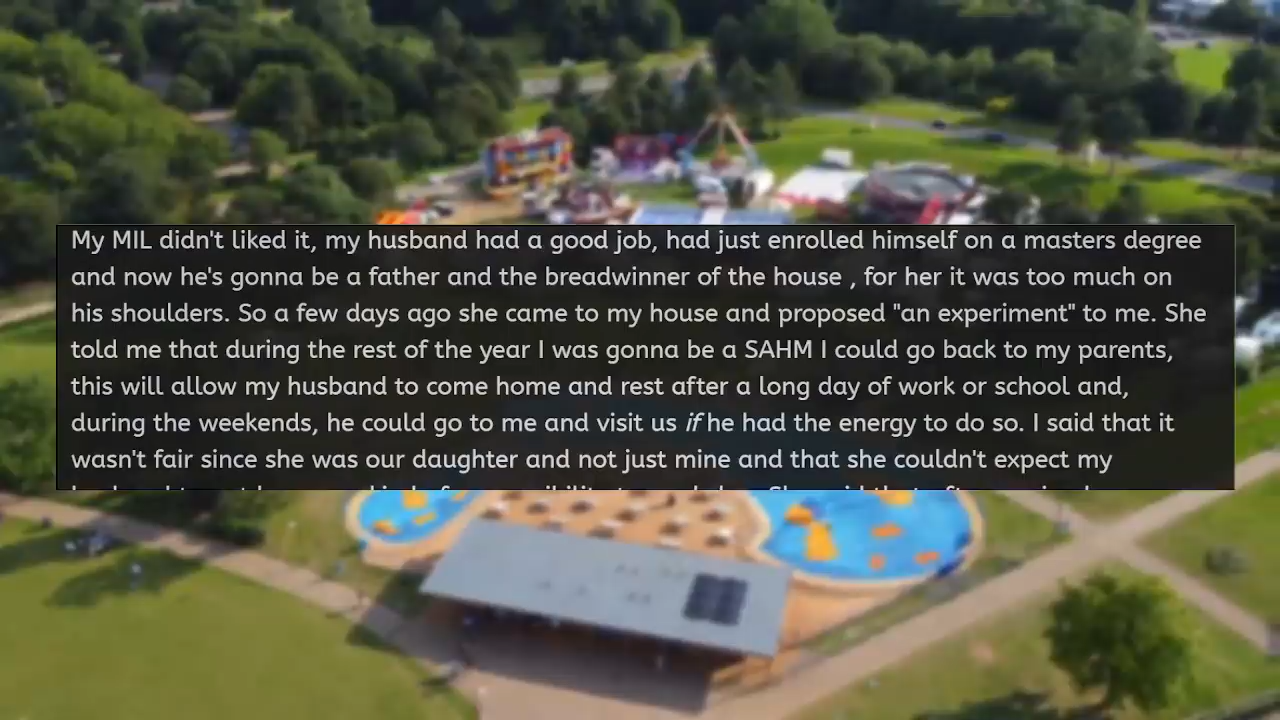 My MIL didn't liked it, my husband had a good job, had just enrolled himself on a masters degree
and now he's gonna be a father and the breadwinner of the house , for her it was too much on
his shoulders. So a few days ago she came to my house and proposed "an experiment" to me. She
told me that during the rest of the year I was gonna be a SAHM I could go back to my parents,
this will allow my husband to come home and rest after a long day of work or school and,
during the weekends, he could go to me and visit us if he had the energy to do so. I said that it
wasn't fair since she was our daughter and not just mine and that she couldn't expect my